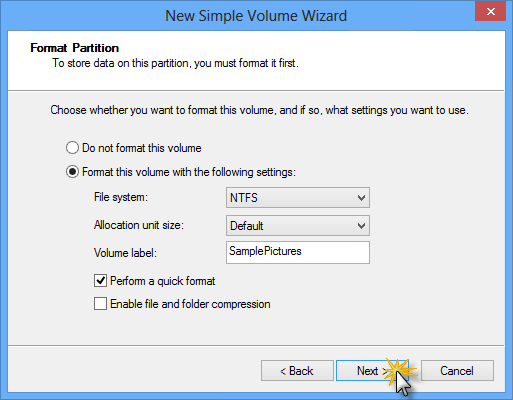 New Simple Volume Wizard
Format Partition
To store data on this partition, you must format it first.
Choose whether you want to format this volume, and if so, what settings you want to use.
Do not format this volume
Format this volume with the following settings:
File system: NTFS
Allocation unit size: Default
Volume label: SamplePictures
Perform a quick format
Enable file and folder compression
< Back Next > Cancel